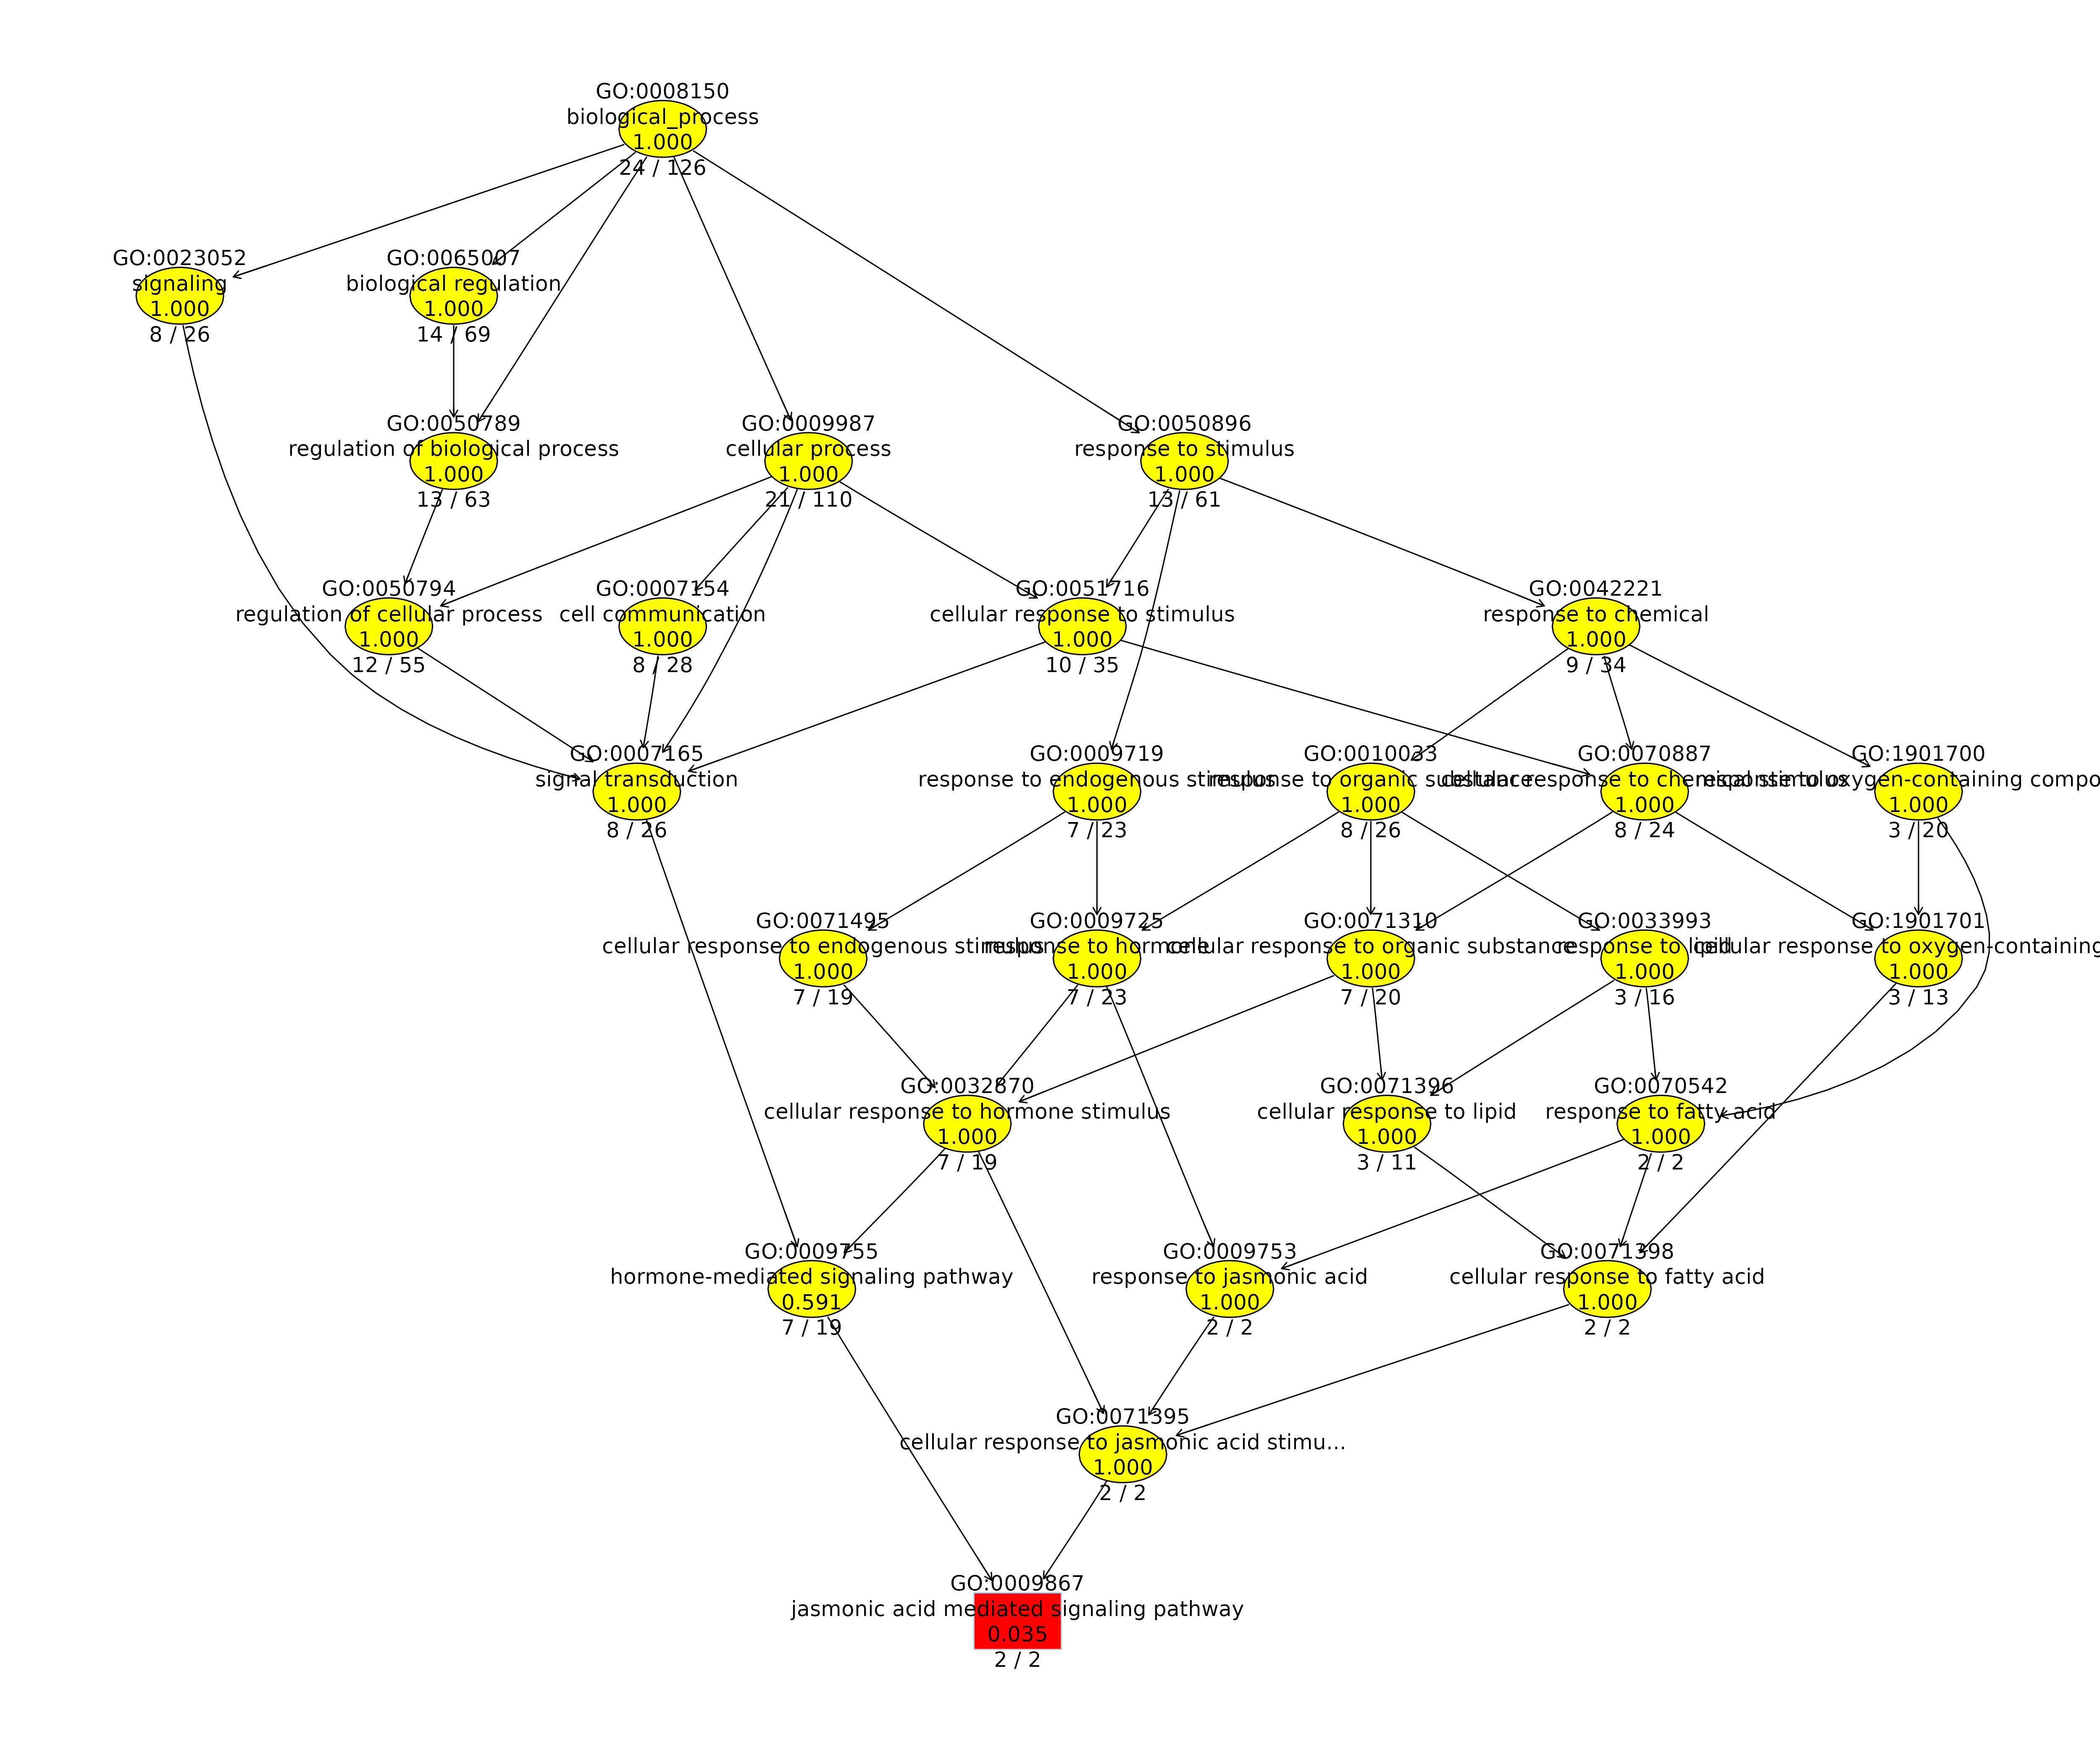 GO:0008150
biological_process
1.000
24 / 126
GO:0023052
signaling
1.000
8 / 26
GO:0065007
biological regulation
1.000
14 / 69
GO:0050789
regulation of biological process
1.000
13 / 63
GO:0009987
cellular process
1.000
21 / 110
GO:0050896
response to stimulus
1.000
13 / 61
GO:0050794
regulation of cellular process
1.000
12 / 55
GO:0007154
cell communication
1.000
8 / 28
GO:0051716
cellular response to stimulus
1.000
10 / 35
GO:0042221
response to chemical
1.000
9 / 34
GO:0007165
signal transduction
1.000
8 / 26
GO:0009719
response to endogenous stimulus
1.000
7 / 23
GO:0010033
response to organic substance
1.000
8 / 26
GO:0070887
cellular response to chemical stimulus
1.000
8 / 24
GO:1901700
response to oxygen-containing compo
1.000
3 / 20
GO:0071495
cellular response to endogenous stimulus
1.000
7 / 19
GO:0009725
response to hormone
1.000
7 / 23
GO:0071310
cellular response to organic substance
1.000
7 / 20
GO:0033993
response to lipid
1.000
3 / 16
GO:1901701
cellular response to oxygen-containing
1.000
3 / 13
GO:0032870
cellular response to hormone stimulus
1.000
7 / 19
GO:0071396
cellular response to lipid
1.000
3 / 11
GO:0070542
response to fatty acid
1.000
2 / 2
GO:0009755
hormone-mediated signaling pathway
0.591
7 / 19
GO:0009753
response to jasmonic acid
1.000
2 / 2
GO:0071398
cellular response to fatty acid
1.000
2 / 2
GO:0071395
cellular response to jasmonic acid stimu...
1.000
2 / 2
GO:0009867
jasmonic acid mediated signaling pathway
0.035
2 / 2